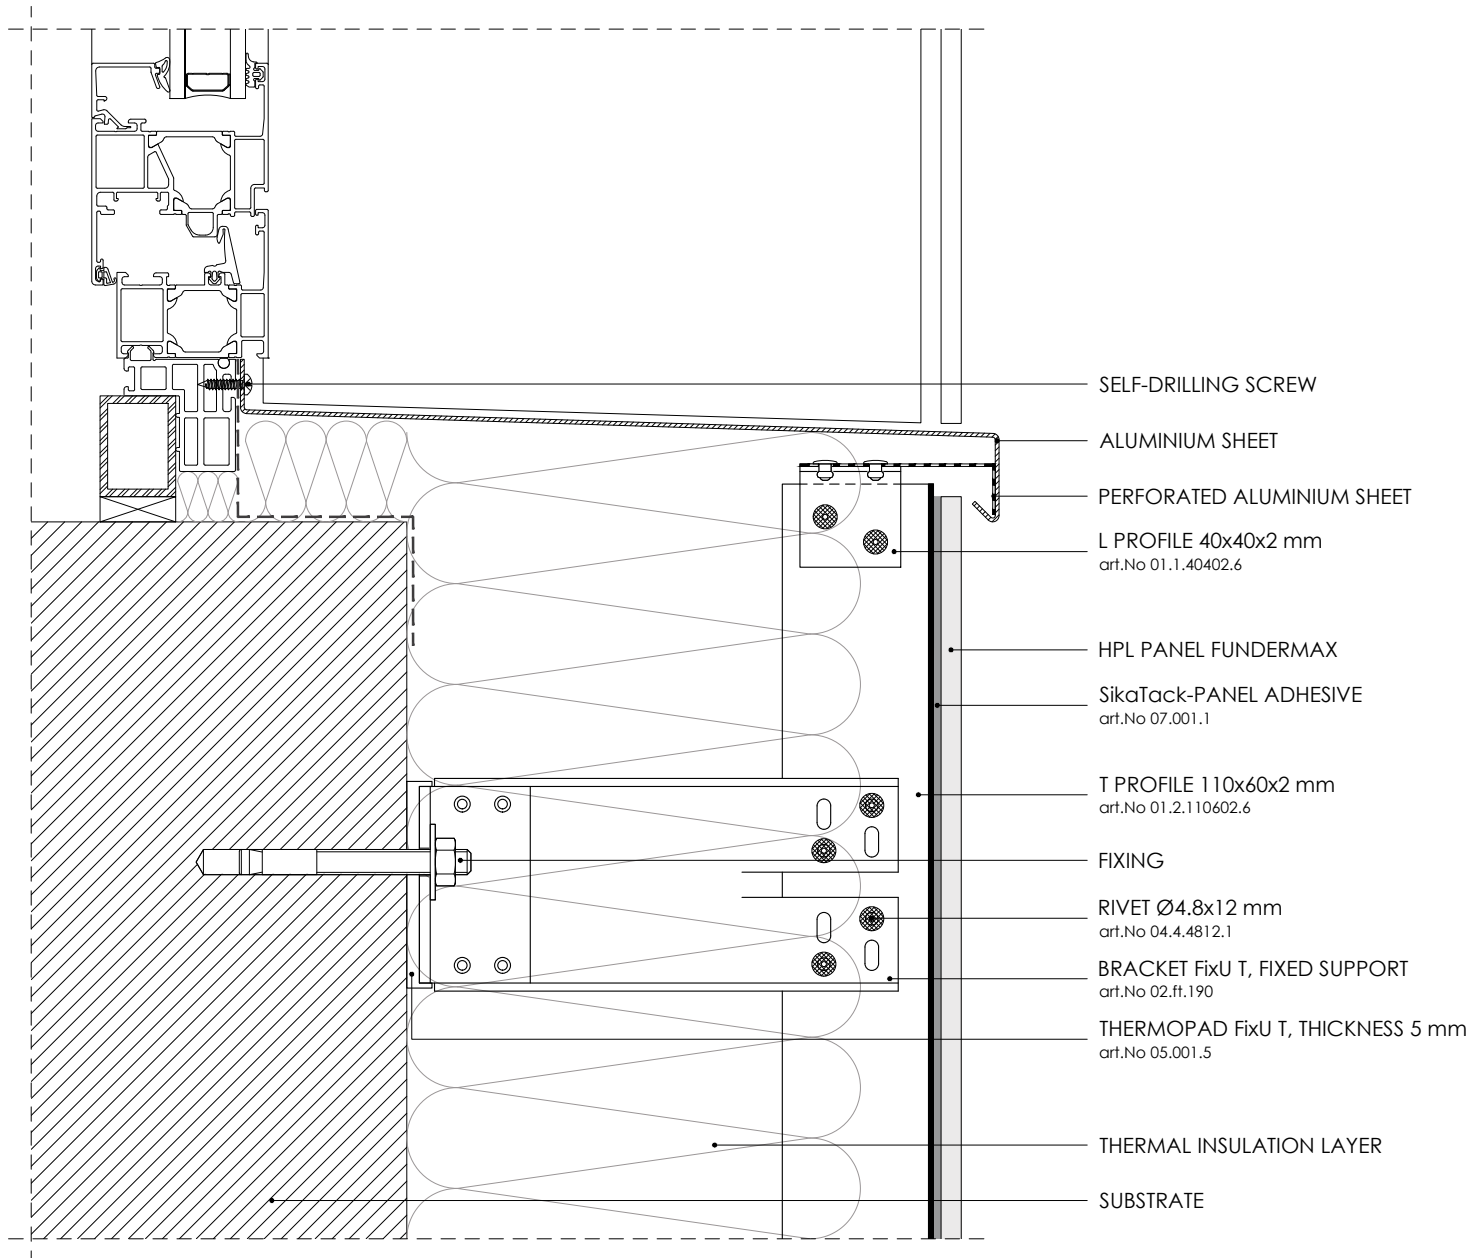 SELF-DRILLING SCREW
ALUMINIUM SHEET
PERFORATED ALUMINIUM SHEET
L PROFILE 40x40x2 mm
art.No 01.1.40402.6
HPL PANEL FUNDERMAX
SikaTack-PANEL ADHESIVE
art.No 07.001.1
T PROFILE 110x60x2 mm
art.No 01.2.110602.6
FIXING
RIVET Ø4.8x12 mm
art.No 04.4.4812.1
BRACKET FixU T, FIXED SUPPORT
art.No 02.ft.190
THERMOPAD FixU T, THICKNESS 5 mm
art.No 05.001.5
THERMAL INSULATION LAYER
SUBSTRATE